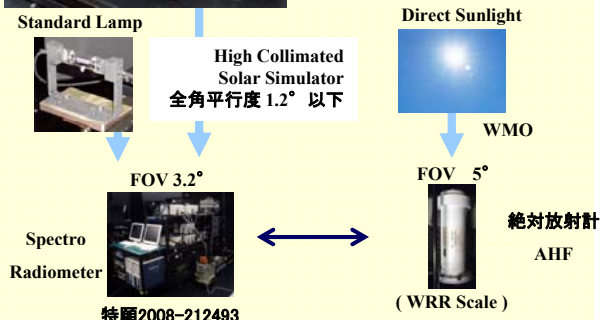 Standard Lamp
High Collimated
Solar Simulator
全角平行度 1.2° 以下
Direct Sunlight
WMO
FOV 3.2°
FOV 5°
Spectro
Radiometer
絶対放射計
AHF
特願2008-212493
( WRR Scale )